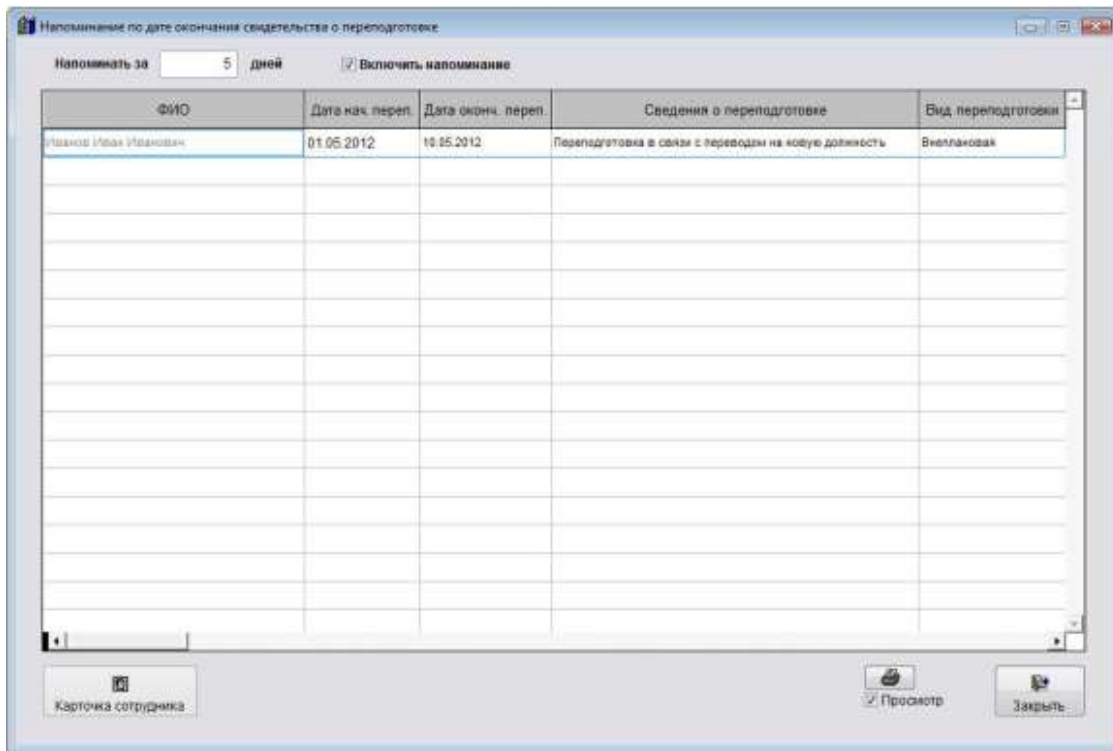 Напоминание по дате окончания свидетельства о переподготовке
Напоминать за 5 дней Включить напоминание
ФИО Дата нач. переп. Дата оконч. переп. Сведения о переподготовке Вид переподготовки
Иванов Иван Иванович 01.05.2012 10.05.2012 Переподготовка в связи с переводом на новую должность Внеплановая
Карточка сотрудника
Просмотр
Закрыть